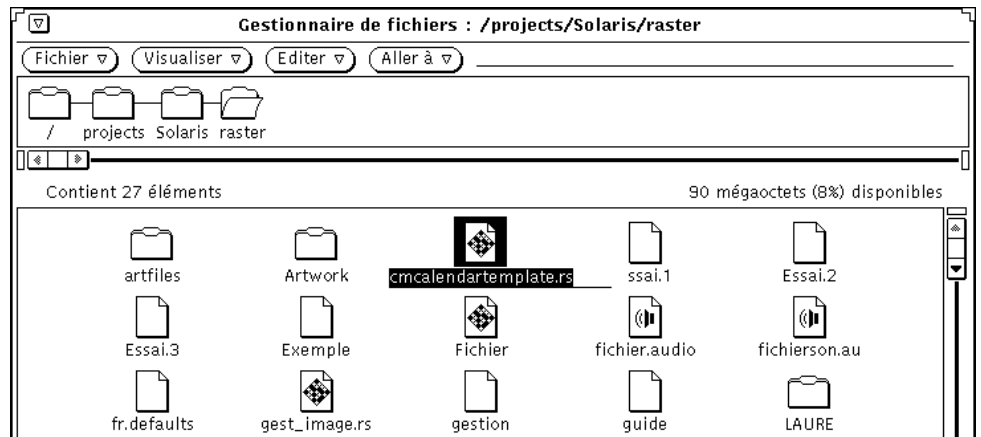 Gestionnaire de fichiers : /projects/Solaris/raster
Fichier Visualiser Editer Aller à
/ projects Solaris raster
Contient 27 éléments 90 mégaoctets (8%) disponibles
artfiles Artwork cmcalendartemplate.rs ssai.1 Essai.2
Essai.3 Exemple Fichier fichier.audio fichierson.au
fr.defaults gest_image.rs gestion guide LAURE